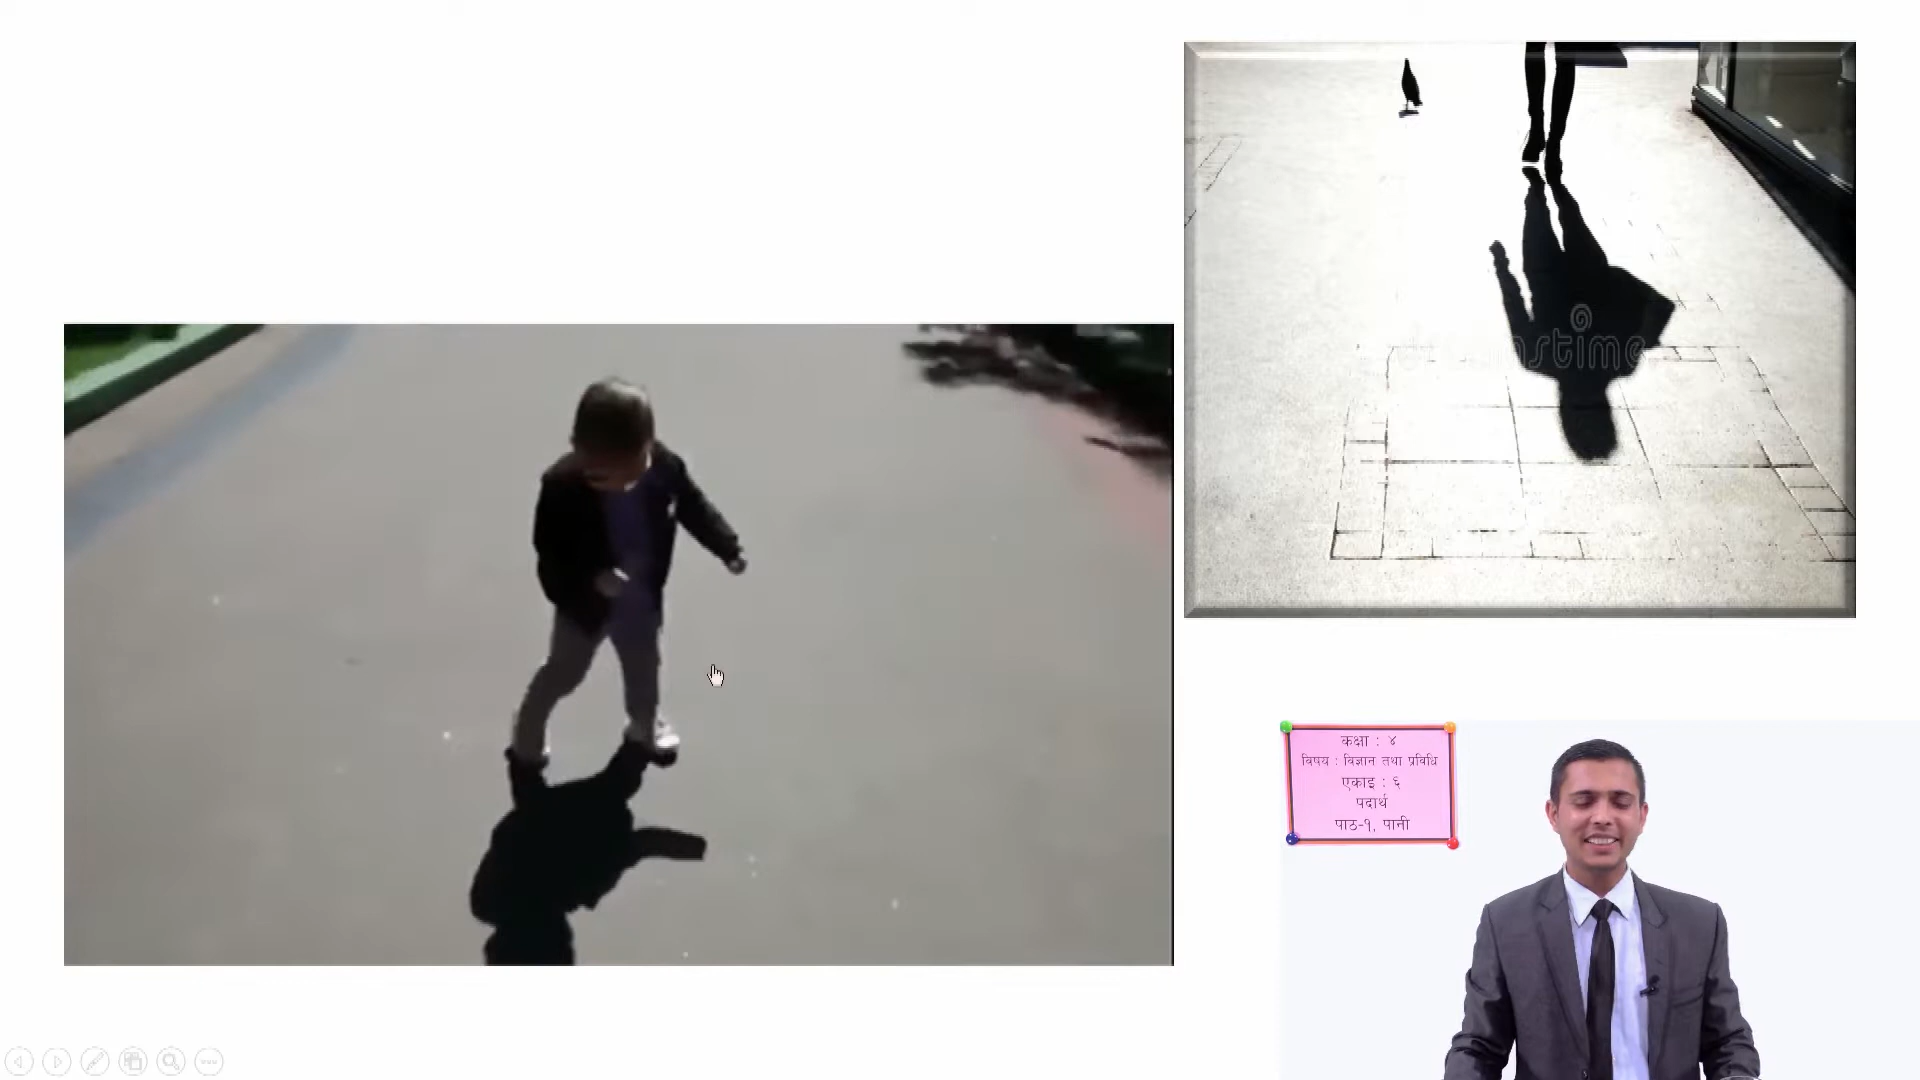 कक्षा : ४
विषय : विज्ञान तथा प्रविधि
एकाइ : ६
पदार्थ
पाठ-१, पानी